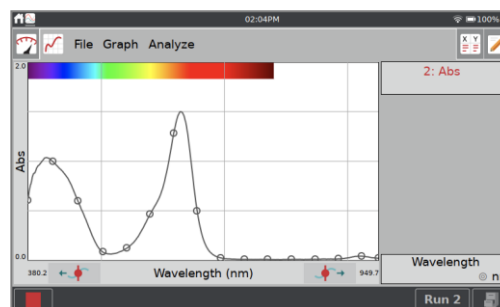 02:04PM
100%
File Graph Analyze
X Y
2.0
2: Abs
Abs
0.0
380.2
Wavelength (nm)
949.7
Wavelength
n
Run 2